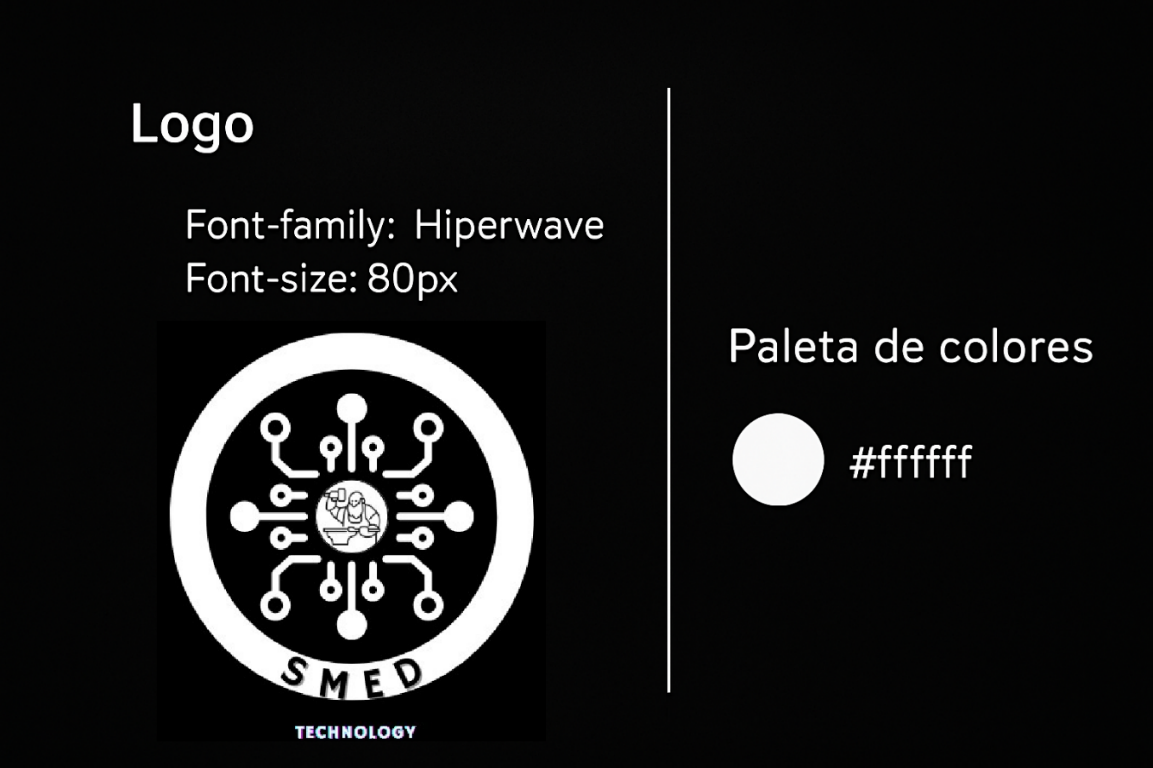 Logo
Font-family: Hiperwave
Font-size: 80px
SMED
TECHNOLOGY
Paleta de colores
#ffffff